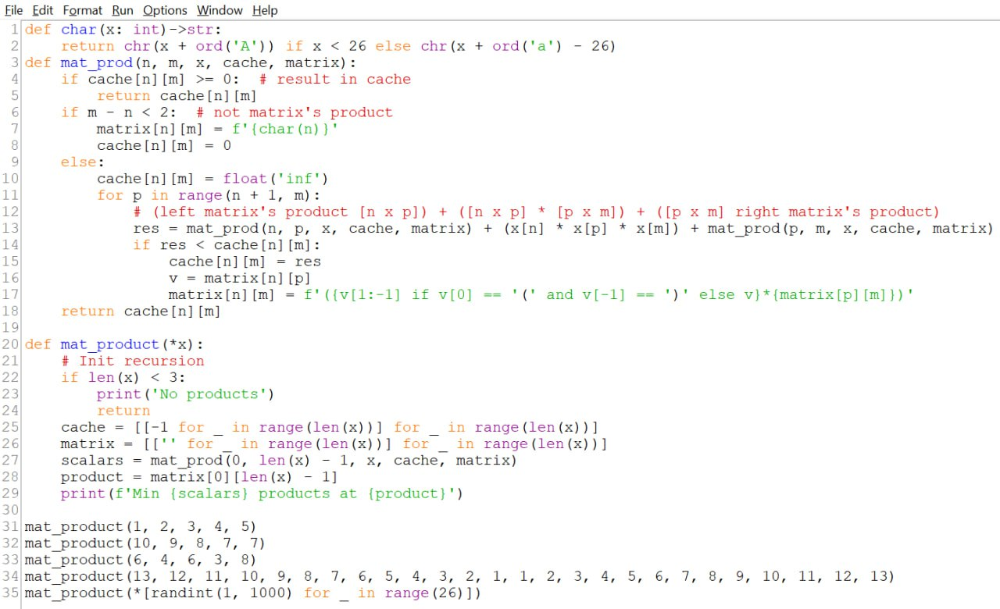 File Edit Format Run Options Window Help
1 def char(x: int)->str:
2     return chr(x + ord('A')) if x < 26 else chr(x + ord('a') - 26)
3 def mat_prod(n, m, x, cache, matrix):
4     if cache[n][m] >= 0:  # result in cache
5         return cache[n][m]
6     if m - n < 2:  # not matrix's product
7         matrix[n][m] = f'{char(n)}'
8         cache[n][m] = 0
9     else:
10         cache[n][m] = float('inf')
11         for p in range(n + 1, m):
12             # (left matrix's product [n x p]) + ([n x p] * [p x m]) + ([p x m] right matrix's product)
13             res = mat_prod(n, p, x, cache, matrix) + (x[n] * x[p] * x[m]) + mat_prod(p, m, x, cache, matrix)
14             if res < cache[n][m]:
15                 cache[n][m] = res
16                 v = matrix[n][p]
17                 matrix[n][m] = f'({v[1:-1] if v[0] == '(' and v[-1] == ')' else v}*{matrix[p][m]})'
18     return cache[n][m]
19
20 def mat_product(*x):
21     # Init recursion
22     if len(x) < 3:
23         print('No products')
24         return
25     cache = [[-1 for _ in range(len(x))] for _ in range(len(x))]
26     matrix = [['' for _ in range(len(x))] for _ in range(len(x))]
27     scalars = mat_prod(0, len(x) - 1, x, cache, matrix)
28     product = matrix[0][len(x) - 1]
29     print(f'Min {scalars} products at {product}')
30
31 mat_product(1, 2, 3, 4, 5)
32 mat_product(10, 9, 8, 7, 7)
33 mat_product(6, 4, 6, 3, 8)
34 mat_product(13, 12, 11, 10, 9, 8, 7, 6, 5, 4, 3, 2, 1, 1, 2, 3, 4, 5, 6, 7, 8, 9, 10, 11, 12, 13)
35 mat_product(*[randint(1, 1000) for _ in range(26)])